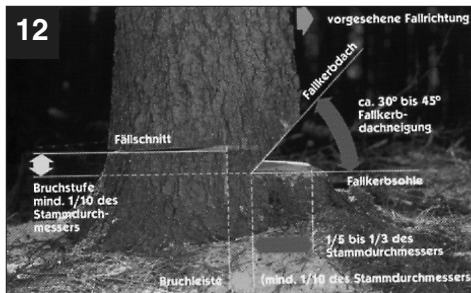 12
vorgesehene Fallrichtung
Fallkerbdach
ca. 30° bis 45°
Fallkerb-
dachneigung
Fällschnitt
Bruchstufe
mind. 1/10 des
Stammdurch-
messers
Fallkerbsohle
1/5 bis 1/3 des
Stammdurchmessers
Bruchleiste
(mind. 1/10 des Stammdurchmessers